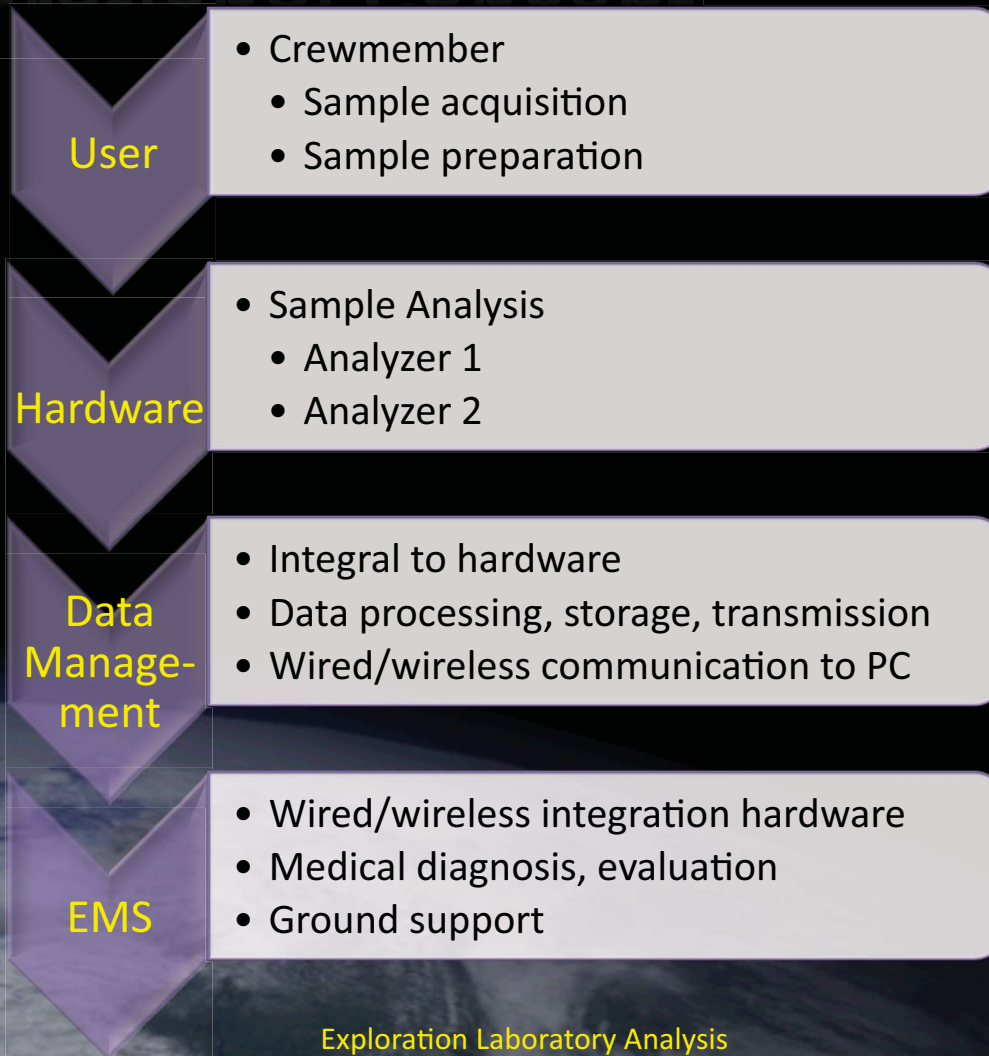 User
• Crewmember
• Sample acquisition
• Sample preparation
Hardware
• Sample Analysis
• Analyzer 1
• Analyzer 2
Data
Manage-
ment
• Integral to hardware
• Data processing, storage, transmission
• Wired/wireless communication to PC
EMS
• Wired/wireless integration hardware
• Medical diagnosis, evaluation
• Ground support
Exploration Laboratory Analysis